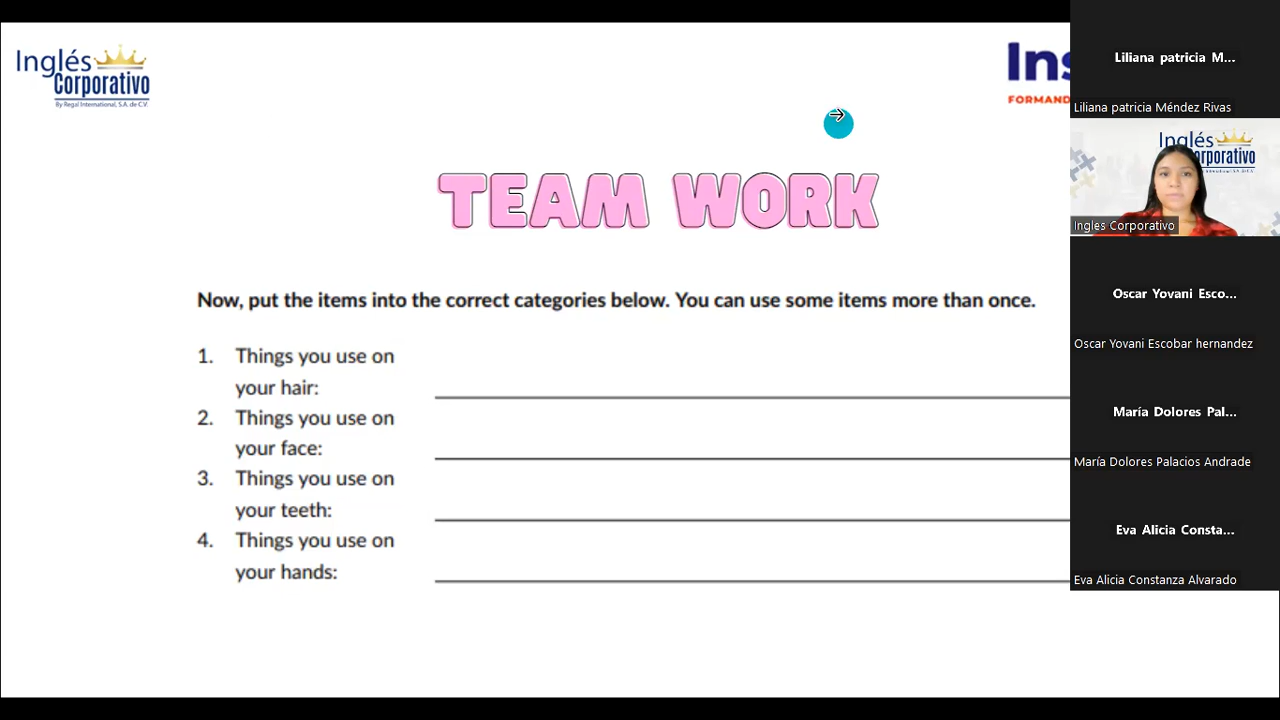 Inglés
Corporativo
By Regal International, S.A. de C.V.
Ins
FORMAND
TEAM WORK
Now, put the items into the correct categories below. You can use some items more than once.
1. Things you use on
your hair:
2. Things you use on
your face:
3. Things you use on
your teeth:
4. Things you use on
your hands:
Liliana patricia M...
Liliana patricia Méndez Rivas
Inglés
orporativo
Ingles Corporativo
Oscar Yovani Esco...
Oscar Yovani Escobar hernandez
María Dolores Pal...
María Dolores Palacios Andrade
Eva Alicia Consta...
Eva Alicia Constanza Alvarado